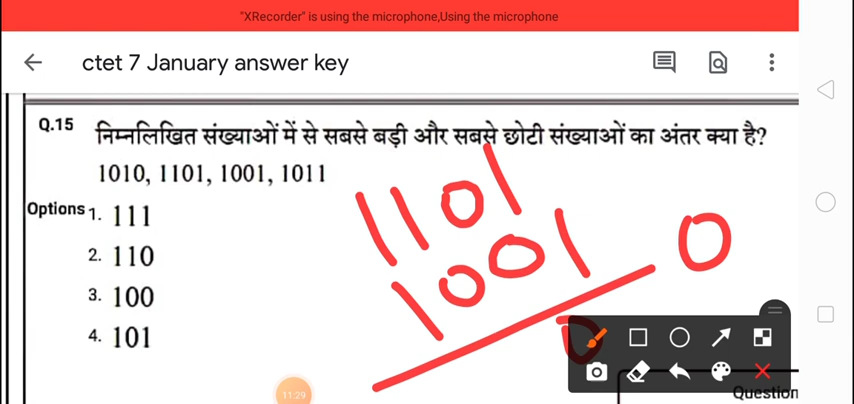 "XRecorder" is using the microphone,Using the microphone
ctet 7 January answer key
Q.15 निम्नलिखित संख्याओं में से सबसे बड़ी और सबसे छोटी संख्याओं का अंतर क्या है?
1010, 1101, 1001, 1011
Options 1. 111
2. 110
3. 100
4. 101
1101
1001
0
0
11:29
Question